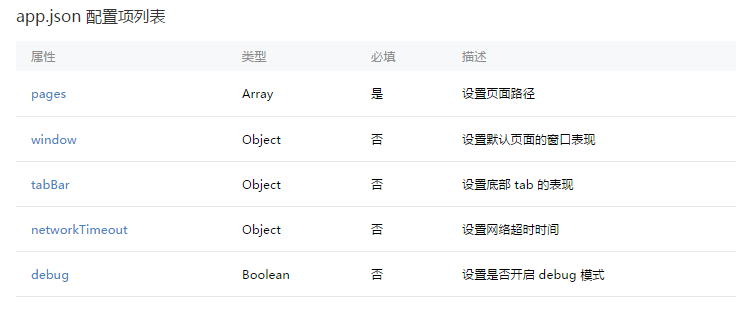 app.json 配置项列表
属性 类型 必填 描述
pages Array 是 设置页面路径
window Object 否 设置默认页面的窗口表现
tabBar Object 否 设置底部 tab 的表现
networkTimeout Object 否 设置网络超时时间
debug Boolean 否 设置是否开启 debug 模式